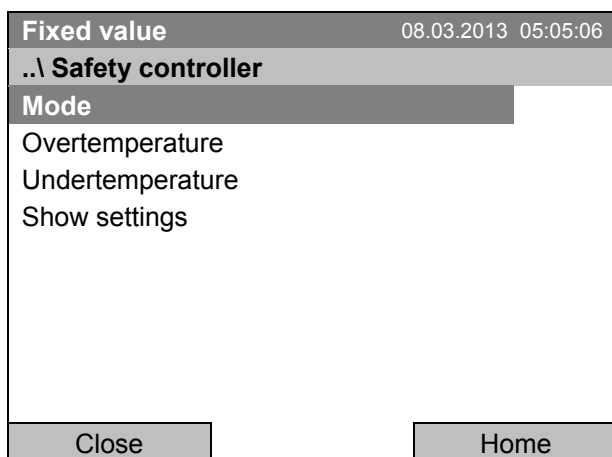 Fixed value 08.03.2013 05:05:06
..\ Safety controller
Mode
Overtemperature
Undertemperature
Show settings
Close Home